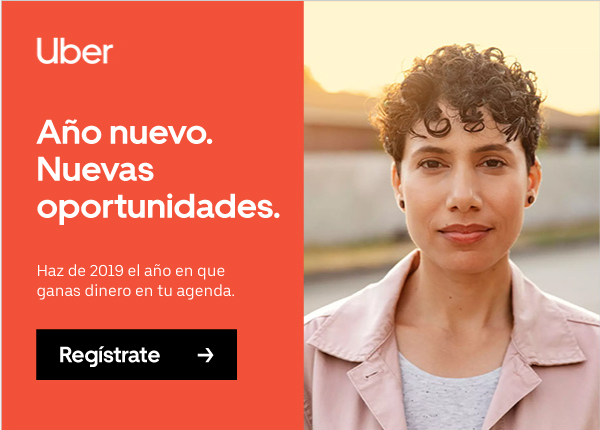 Uber
Año nuevo.
Nuevas
oportunidades.
Haz de 2019 el año en que
ganas dinero en tu agenda.
Regístrate →